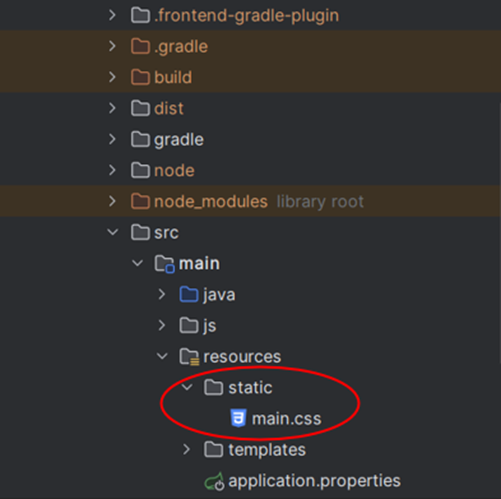 .frontend-gradle-plugin
.gradle
build
dist
gradle
node
node_modules library root
src
main
java
js
resources
static
main.css
templates
application.properties